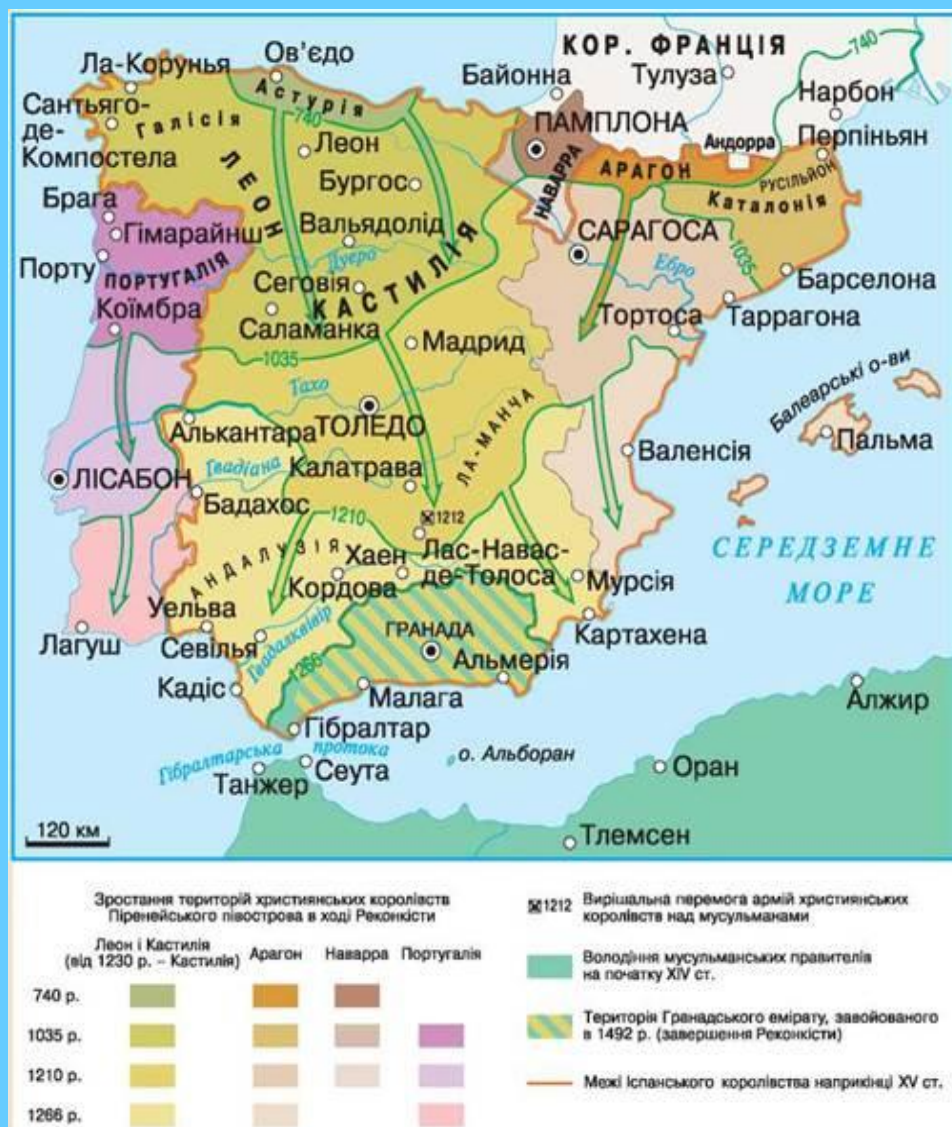 КОР. ФРАНЦІЯ
740
Ов'єдо
Ла-Корунья
Байонна
Тулуза
Нарбон
Сантьяго-
де-
Компостела
Галісія
Астурія
740
ПАМПЛОНА
Андорра
Перпіньян
Леон
ЛЕОН
НАВАРРА
АРАГОН
РУСІЛЬЙОН
Каталонія
Бургос
Брага
Гімарайнш
Вальядолід
САРАГОСА
Порту
ПОРТУГАЛІЯ
Дуеро
Ебро
1035
Барселона
Сеговія
КАСТИЛІЯ
Коїмбра
Саламанка
Тортоса
Таррагона
1035
Мадрид
Тахо
Балеарські о-ви
Алькантара
ТОЛЕДО
ЛА-МАНЧА
Пальма
Валенсія
ЛІСАБОН
Гвадіана
Калатрава
Бадахос
1210
1212
СЕРЕДЗЕМНЕ
МОРЕ
АНДАЛУЗІЯ
Хаен
Лас-Навас-
де-Толоса
Кордова
Мурсія
Уельва
Лагуш
Севілья
Гвадалквівір
ГРАНАДА
Картахена
1266
Альмерія
Кадіс
Малага
Алжир
Гібралтар
Гібралтарська протока
о. Альборан
Танжер
Сеута
Оран
120 км
Тлемсен
Зростання територій християнських королівств
Піренейського півострова в ході Реконкісти
Леон і Кастилія
(від 1230 р. – Кастилія)
Арагон
Наварра
Португалія
740 р.
1035 р.
1210 р.
1266 р.
1212 Вирішальна перемога армій християнських
королівств над мусульманами
Володіння мусульманських правителів
на початку XIV ст.
Територія Гранадського емірату, завойованого
в 1492 р. (завершення Реконкісти)
Межі Іспанського королівства наприкінці XV ст.